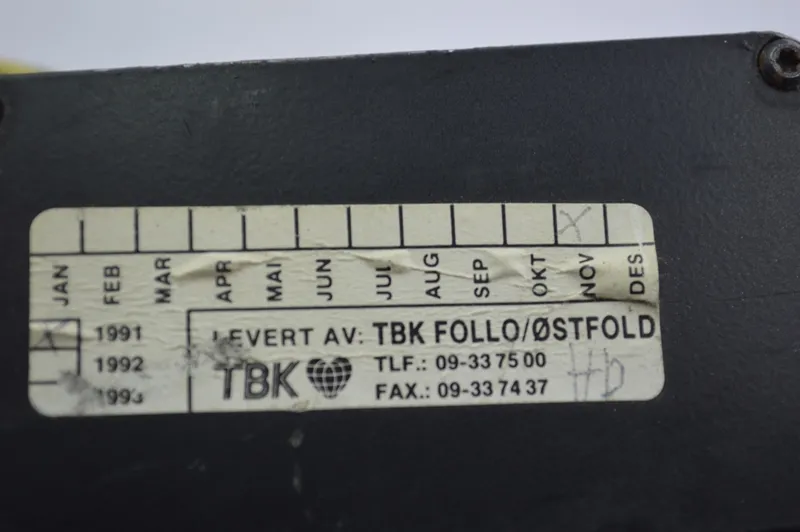 X
JAN FEB MAR APR MAI JUN JUL AUG SEP OKT NOV DES
X 1991
1992
1993
LEVERT AV: TBK FOLLO/ØSTFOLD
TBK
TLF.: 09-33 75 00
FAX.: 09-33 74 37